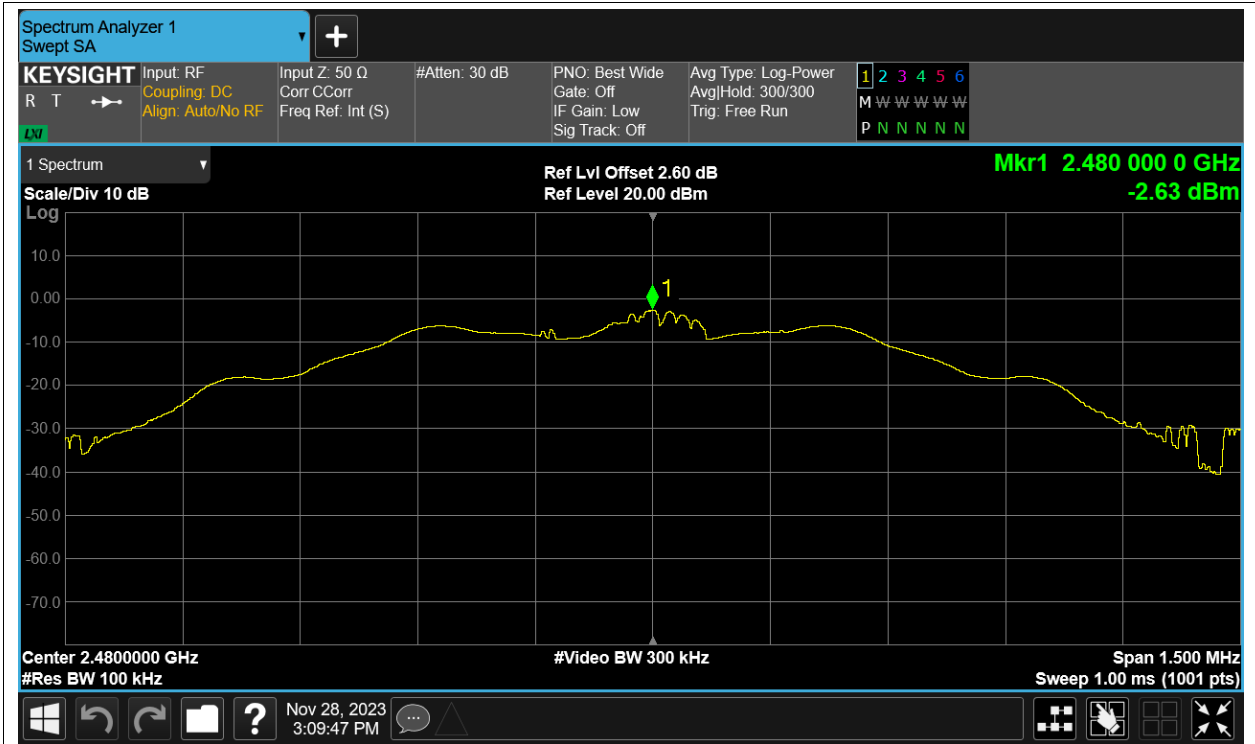 Spectrum Analyzer 1
Swept SA
KEYSIGHT
R T
LXI
Input: RF
Coupling: DC
Align: Auto/No RF
Input Z: 50 Ω
Corr CCorr
Freq Ref: Int (S)
#Atten: 30 dB
PNO: Best Wide
Gate: Off
IF Gain: Low
Sig Track: Off
Avg Type: Log-Power
Avg|Hold: 300/300
Trig: Free Run
1 2 3 4 5 6
M W W W W W
P N N N N N
1 Spectrum
Scale/Div 10 dB
Log
Ref Lvl Offset 2.60 dB
Ref Level 20.00 dBm
Mkr1 2.480 000 0 GHz
-2.63 dBm
10.0
0.00
-10.0
-20.0
-30.0
-40.0
-50.0
-60.0
-70.0
1
Center 2.4800000 GHz
#Res BW 100 kHz
#Video BW 300 kHz
Span 1.500 MHz
Sweep 1.00 ms (1001 pts)
?
Nov 28, 2023
3:09:47 PM